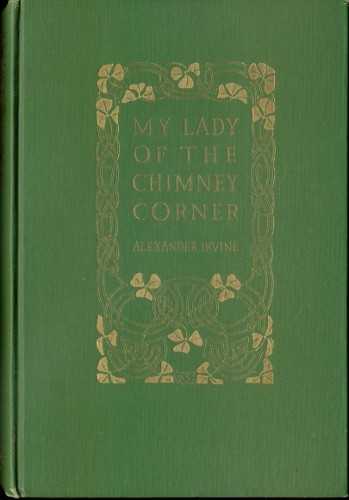 MY LADY
OF THE
CHIMNEY
CORNER
ALEXANDER IRVINE